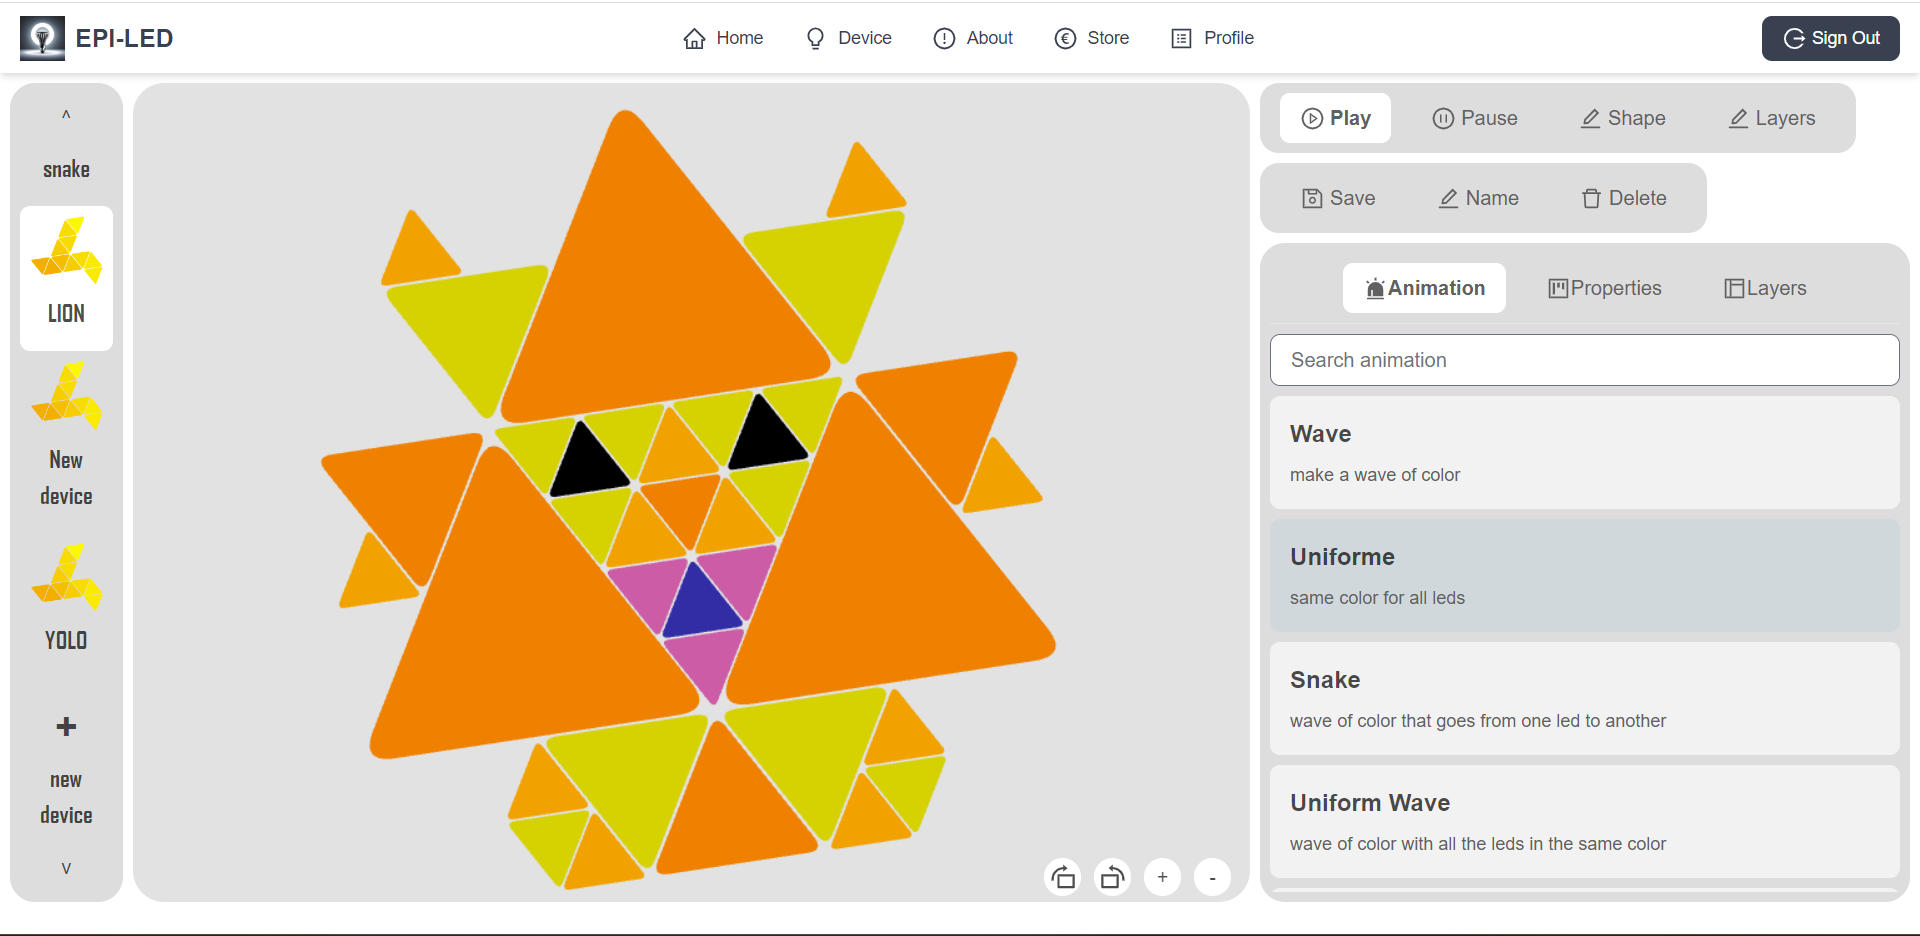 EPI-LED
Home
Device
About
Store
Profile
Sign Out
^
snake
LION
New
device
YOLO
+
new
device
v
+
-
Play
Pause
Shape
Layers
Save
Name
Delete
Animation
Properties
Layers
Search animation
Wave
make a wave of color
Uniforme
same color for all leds
Snake
wave of color that goes from one led to another
Uniform Wave
wave of color with all the leds in the same color